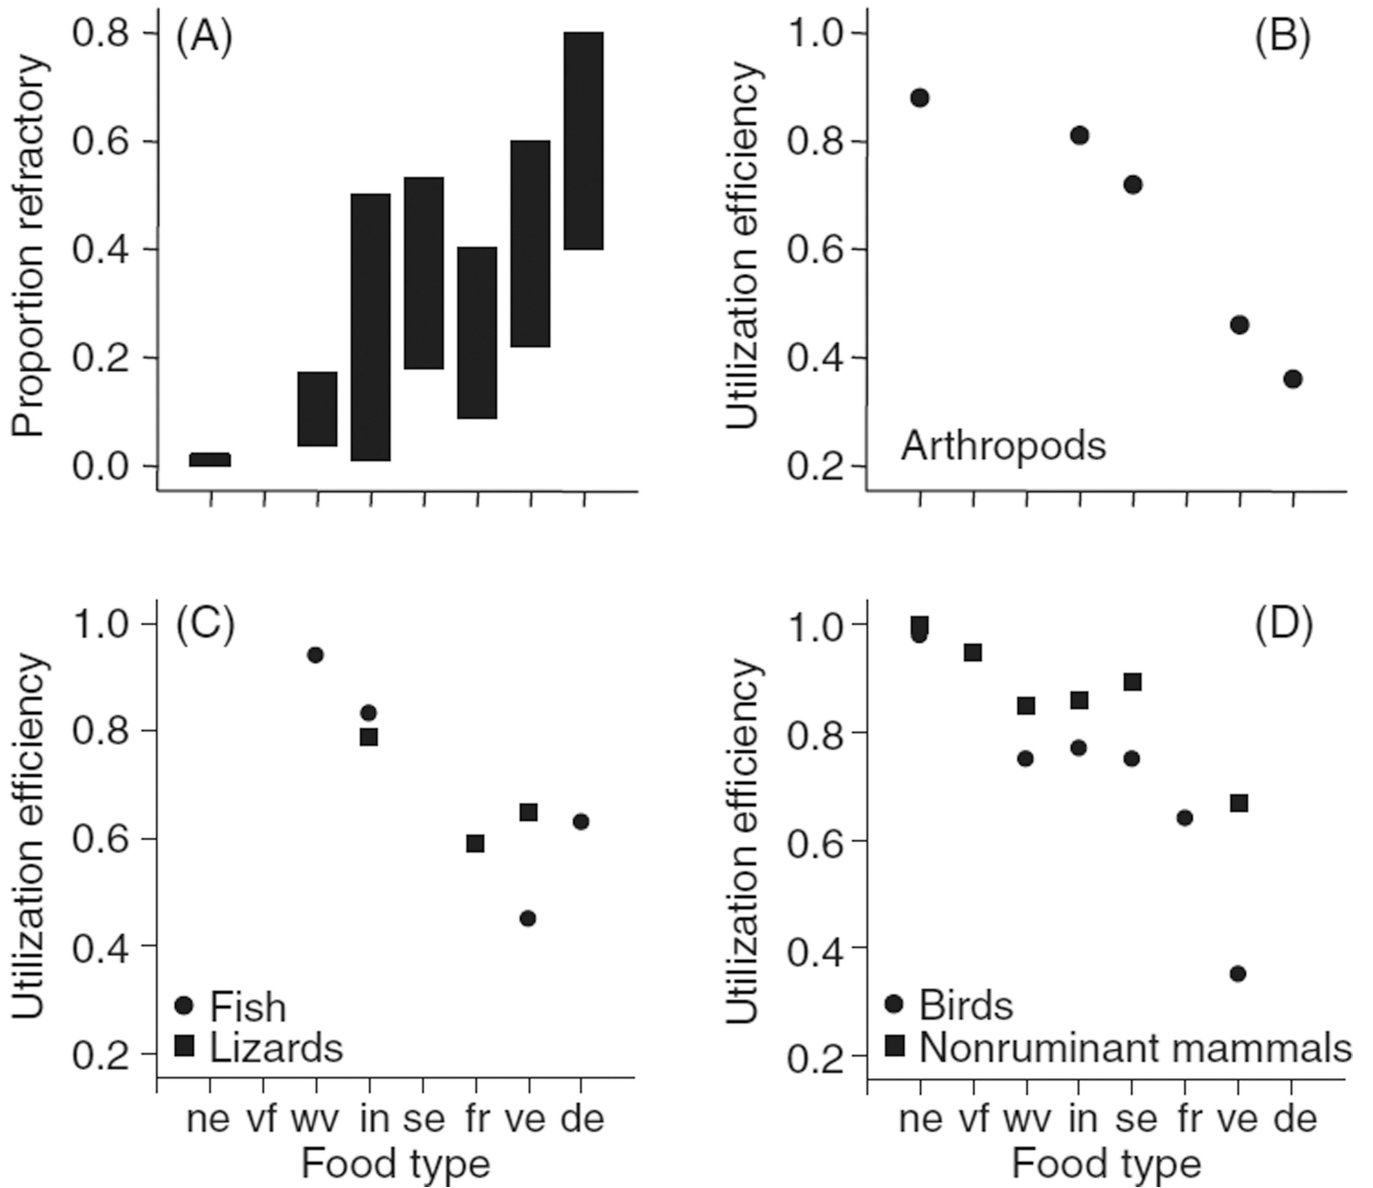 (A)
Proportion refractory
0.8
0.6
0.4
0.2
0.0
(B)
Utilization efficiency
1.0
0.8
0.6
0.4
0.2
Arthropods
(C)
Utilization efficiency
1.0
0.8
0.6
0.4
0.2
Fish
Lizards
ne vf wv in se fr ve de
Food type
(D)
Utilization efficiency
1.0
0.8
0.6
0.4
0.2
Birds
Nonruminant mammals
ne vf wv in se fr ve de
Food type